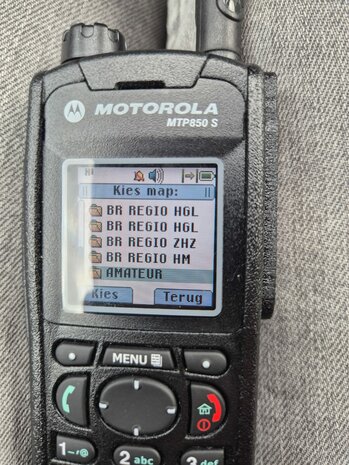 MOTOROLA
MTP850 S
Kies map:
BR REGIO HGL
BR REGIO HGL
BR REGIO ZHZ
BR REGIO HM
AMATEUR
Kies Terug
MENU
1
2 abc
3 def